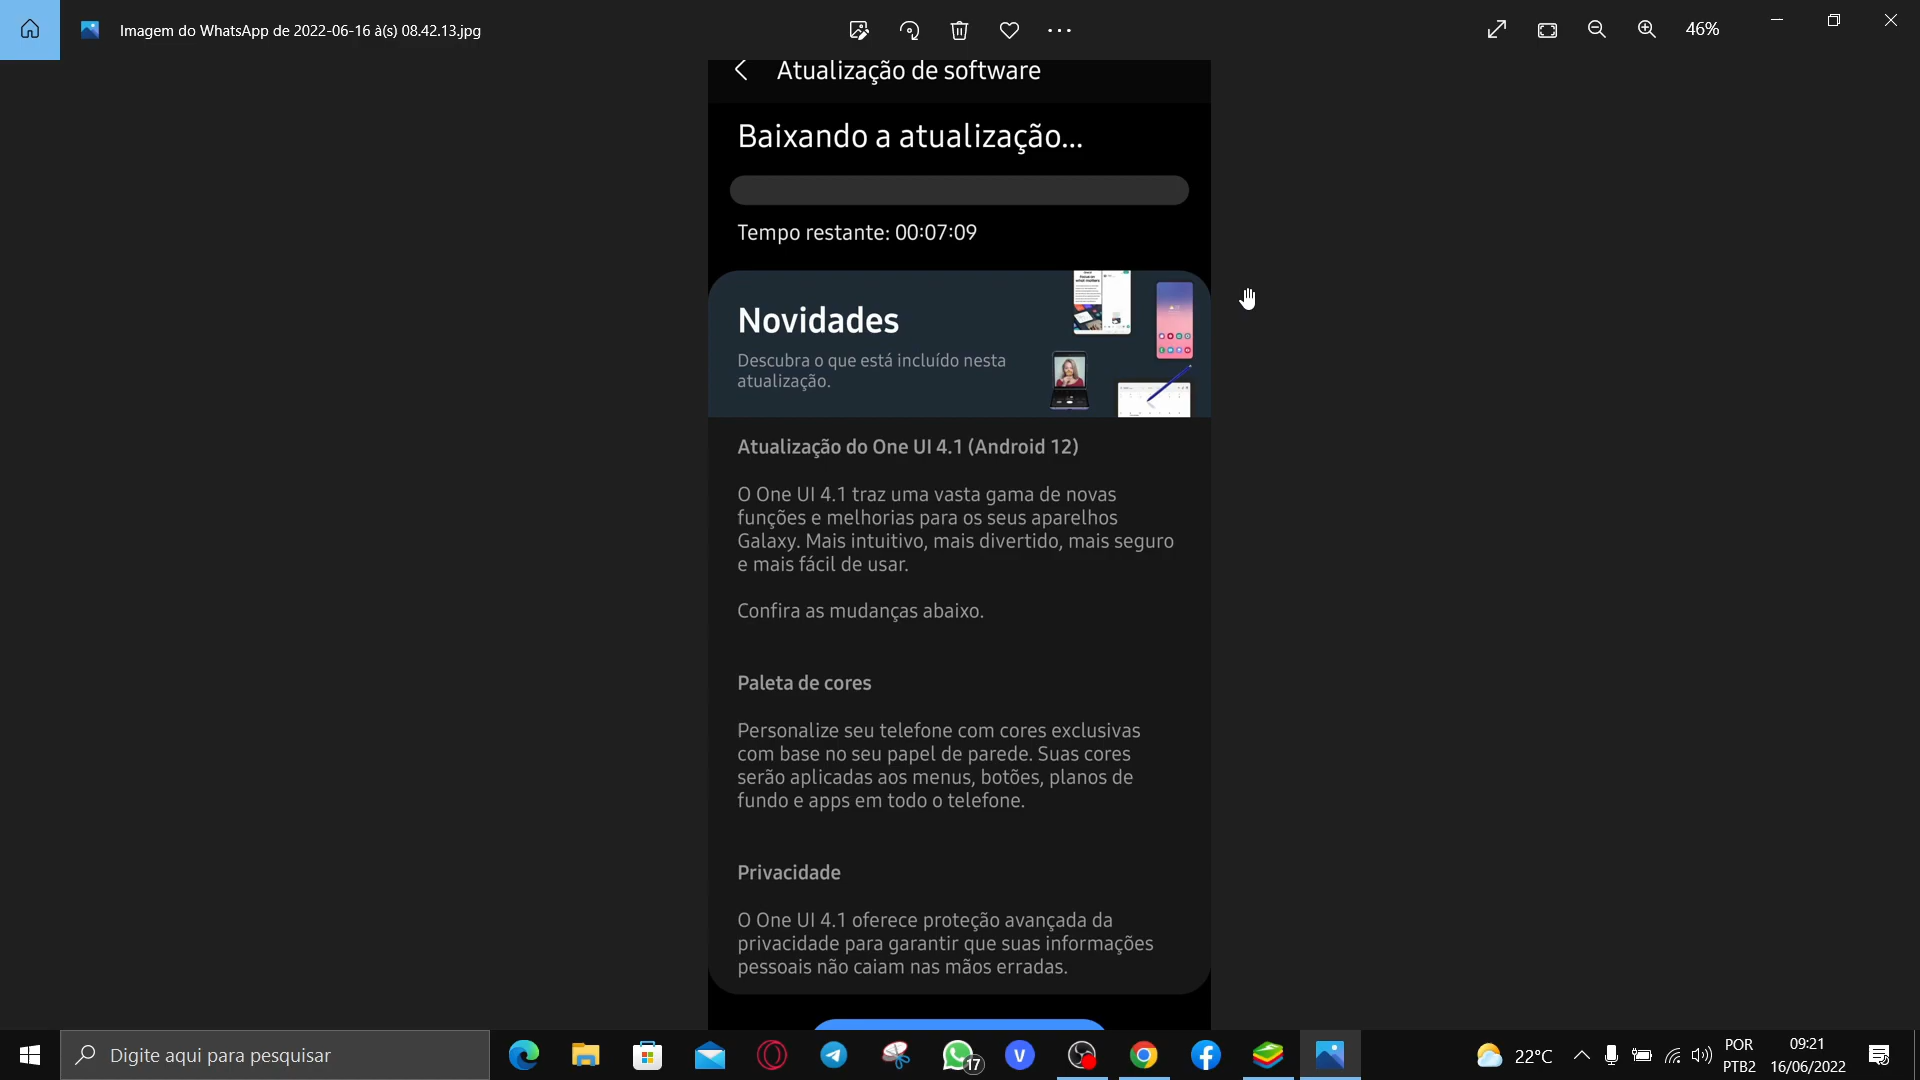 Imagem do WhatsApp de 2022-06-16 à(s) 08.42.13.jpg
46%
Atualização de software
Baixando a atualização...
Tempo restante: 00:07:09
Novidades
Descubra o que está incluído nesta
atualização.
Atualização do One UI 4.1 (Android 12)
O One UI 4.1 traz uma vasta gama de novas
funções e melhorias para os seus aparelhos
Galaxy. Mais intuitivo, mais divertido, mais seguro
e mais fácil de usar.
Confira as mudanças abaixo.
Paleta de cores
Personalize seu telefone com cores exclusivas
com base no seu papel de parede. Suas cores
serão aplicadas aos menus, botões, planos de
fundo e apps em todo o telefone.
Privacidade
O One UI 4.1 oferece proteção avançada da
privacidade para garantir que suas informações
pessoais não caiam nas mãos erradas.
Digite aqui para pesquisar
17
V
22°C
POR
PTB2
09:21
16/06/2022